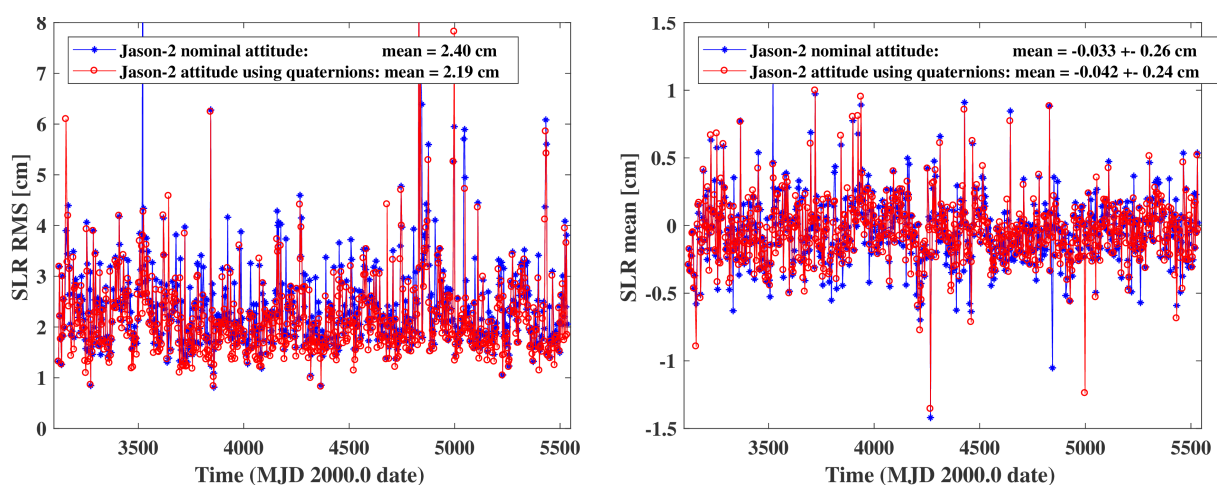 8
7
6
5
4
3
2
1
0
SLR RMS [cm]
Jason-2 nominal attitude: mean = 2.40 cm
Jason-2 attitude using quaternions: mean = 2.19 cm
3500 4000 4500 5000 5500
Time (MJD 2000.0 date)
1.5
1
0.5
0
-0.5
-1
-1.5
SLR mean [cm]
Jason-2 nominal attitude: mean = -0.033 +- 0.26 cm
Jason-2 attitude using quaternions: mean = -0.042 +- 0.24 cm
3500 4000 4500 5000 5500
Time (MJD 2000.0 date)